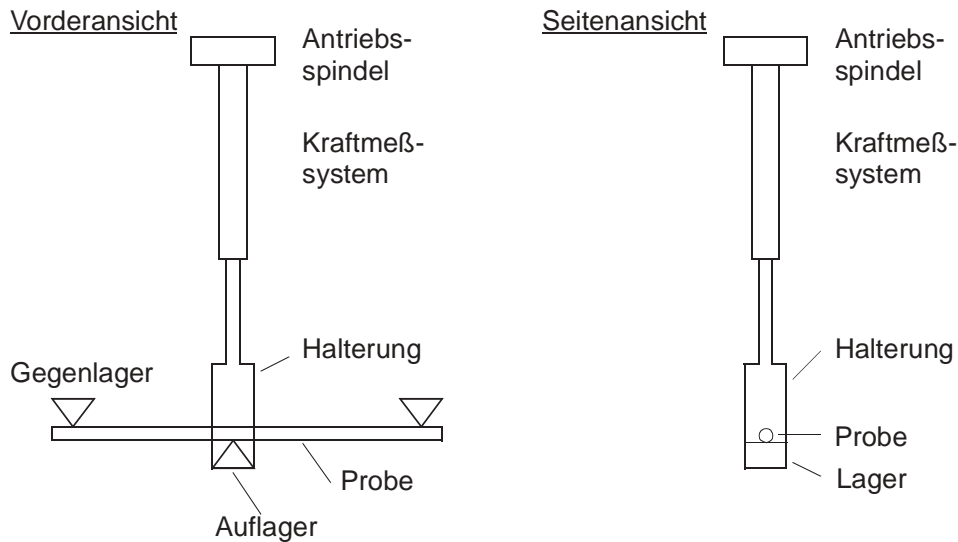 Vorderansicht
Antriebs-
spindel
Kraftmeß-
system
Halterung
Gegenlager
Probe
Auflager
Seitenansicht
Antriebs-
spindel
Kraftmeß-
system
Halterung
Probe
Lager